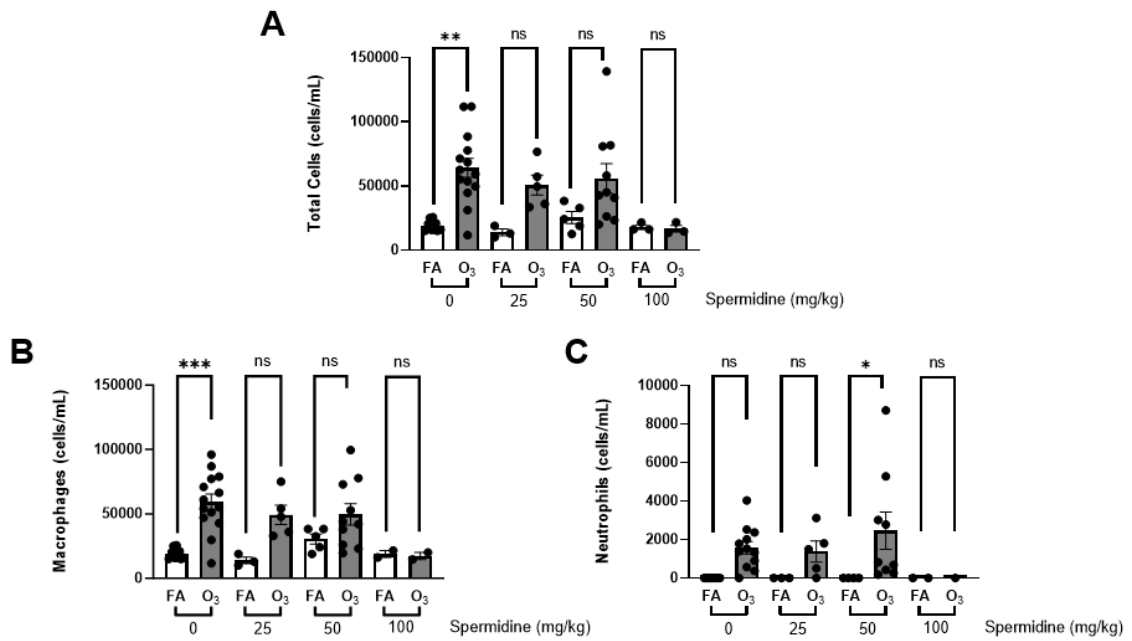 A
** ns ns ns
150000
100000
50000
0
Total Cells (cells/mL)
FA O₃ FA O₃ FA O₃ FA O₃
0 25 50 100 Spermidine (mg/kg)
B
*** ns ns ns
150000
100000
50000
0
Macrophages (cells/mL)
FA O₃ FA O₃ FA O₃ FA O₃
0 25 50 100 Spermidine (mg/kg)
C
ns ns * ns
10000
8000
6000
4000
2000
0
Neutrophils (cells/mL)
FA O₃ FA O₃ FA O₃ FA O₃
0 25 50 100 Spermidine (mg/kg)